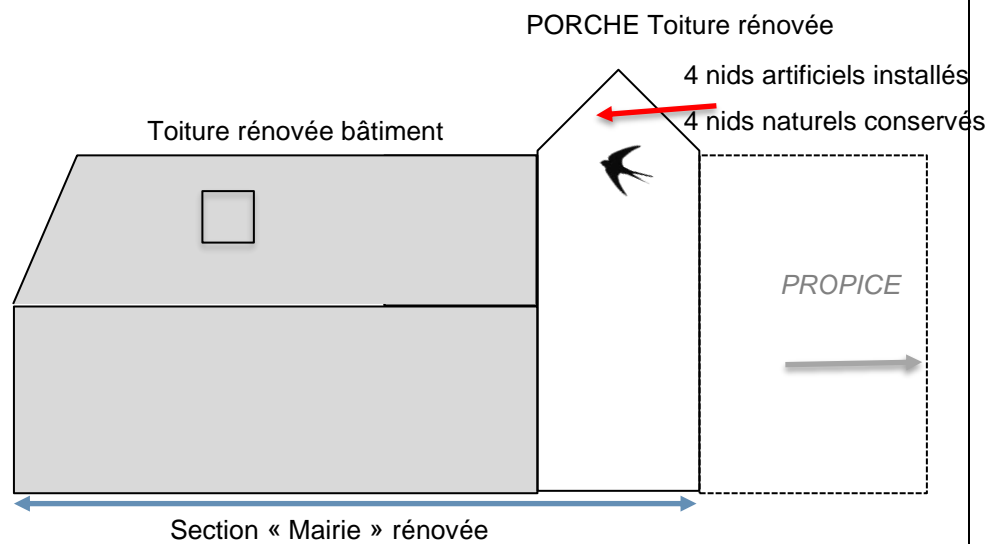 PORCHE Toiture rénovée
4 nids artificiels installés
4 nids naturels conservés
Toiture rénovée bâtiment
PROPICE
Section « Mairie » rénovée